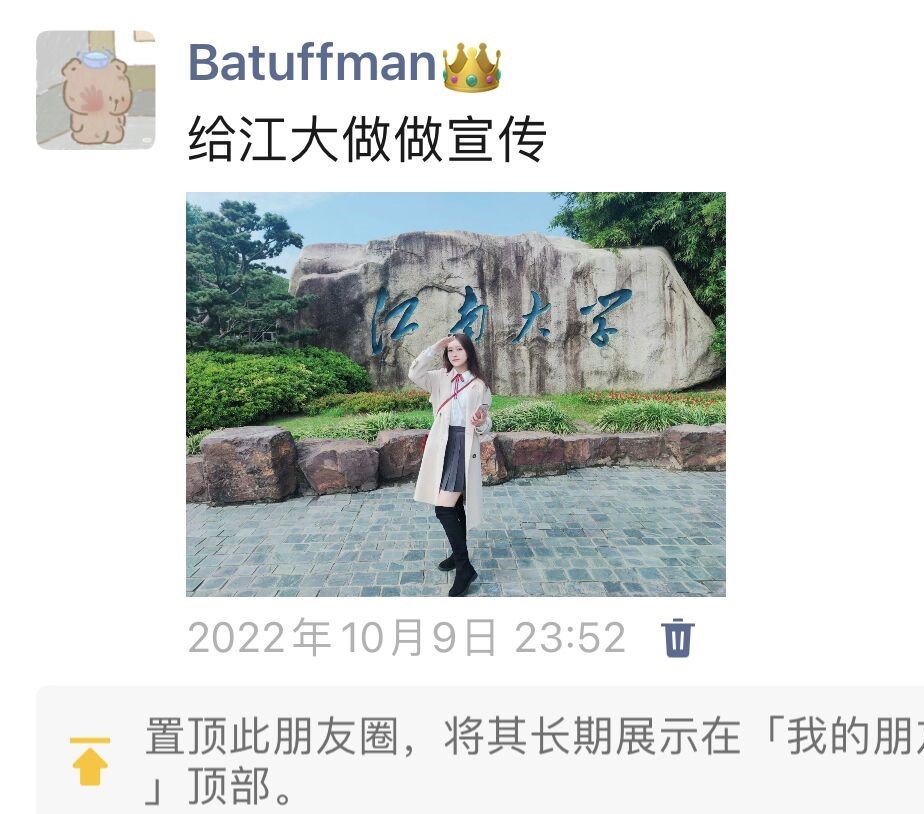 Batuffman👑
给江大做做宣传
江南大学
2022年10月9日 23:52
置顶此朋友圈，将其长期展示在「我的朋
」顶部。